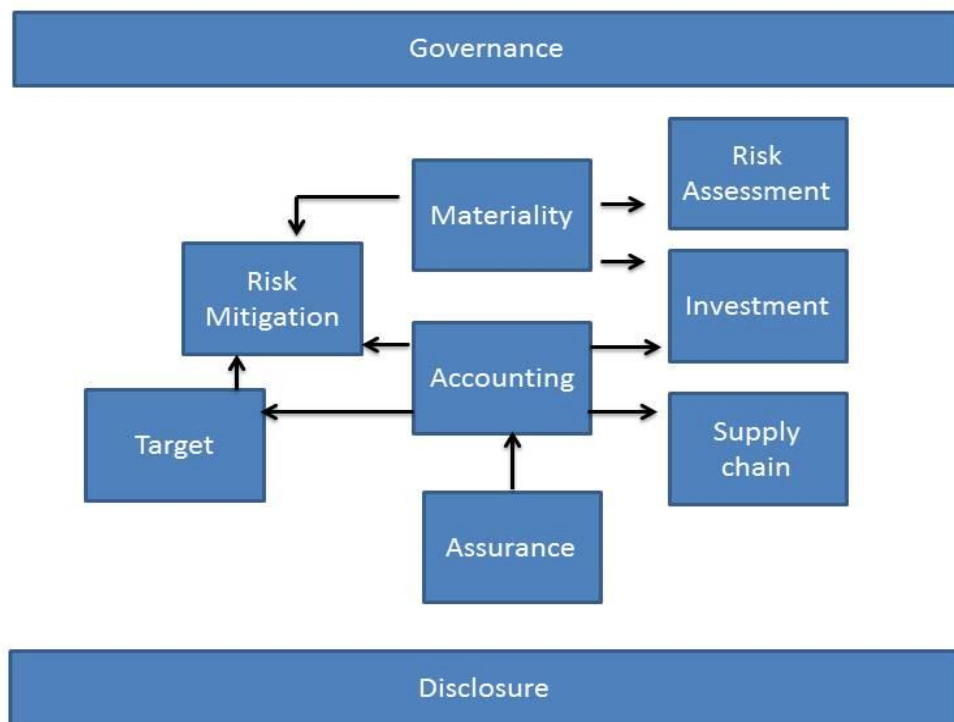 Governance
Risk
Assessment
Materiality
Risk
Mitigation
Investment
Accounting
Target
Supply
chain
Assurance
Disclosure